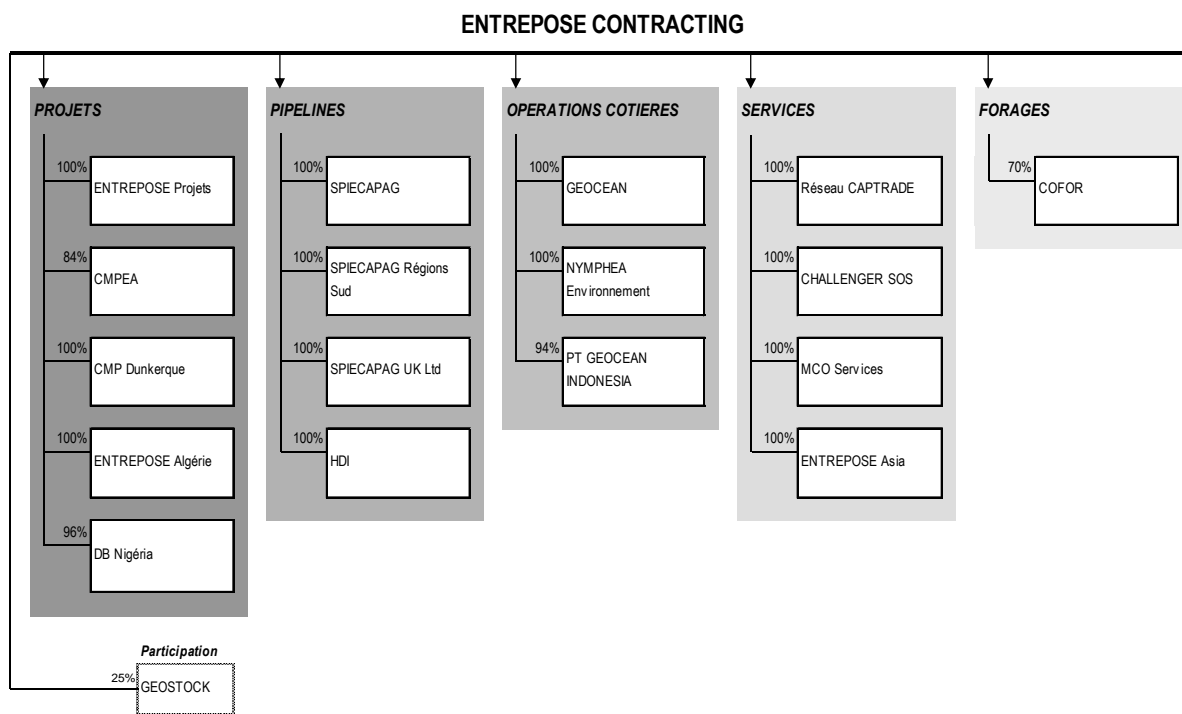 ENTREPOSE CONTRACTING
PROJETS
100%
ENTREPOSE Projets
84%
CMPEA
100%
CMP Dunkerque
100%
ENTREPOSE Algérie
96%
DB Nigéria
PIPELINES
100%
SPIECAPAG
100%
SPIECAPAG Régions
Sud
100%
SPIECAPAG UK Ltd
100%
HDI
OPERATIONS COTIERES
100%
GEOCEAN
100%
NYMPHEA
Environnement
94%
PT GEOCEAN
INDONESIA
SERVICES
100%
Réseau CAPTRADE
100%
CHALLENGER SOS
100%
MCO Services
100%
ENTREPOSE Asia
FORAGES
70%
COFOR
Participation
25%
GEOSTOCK